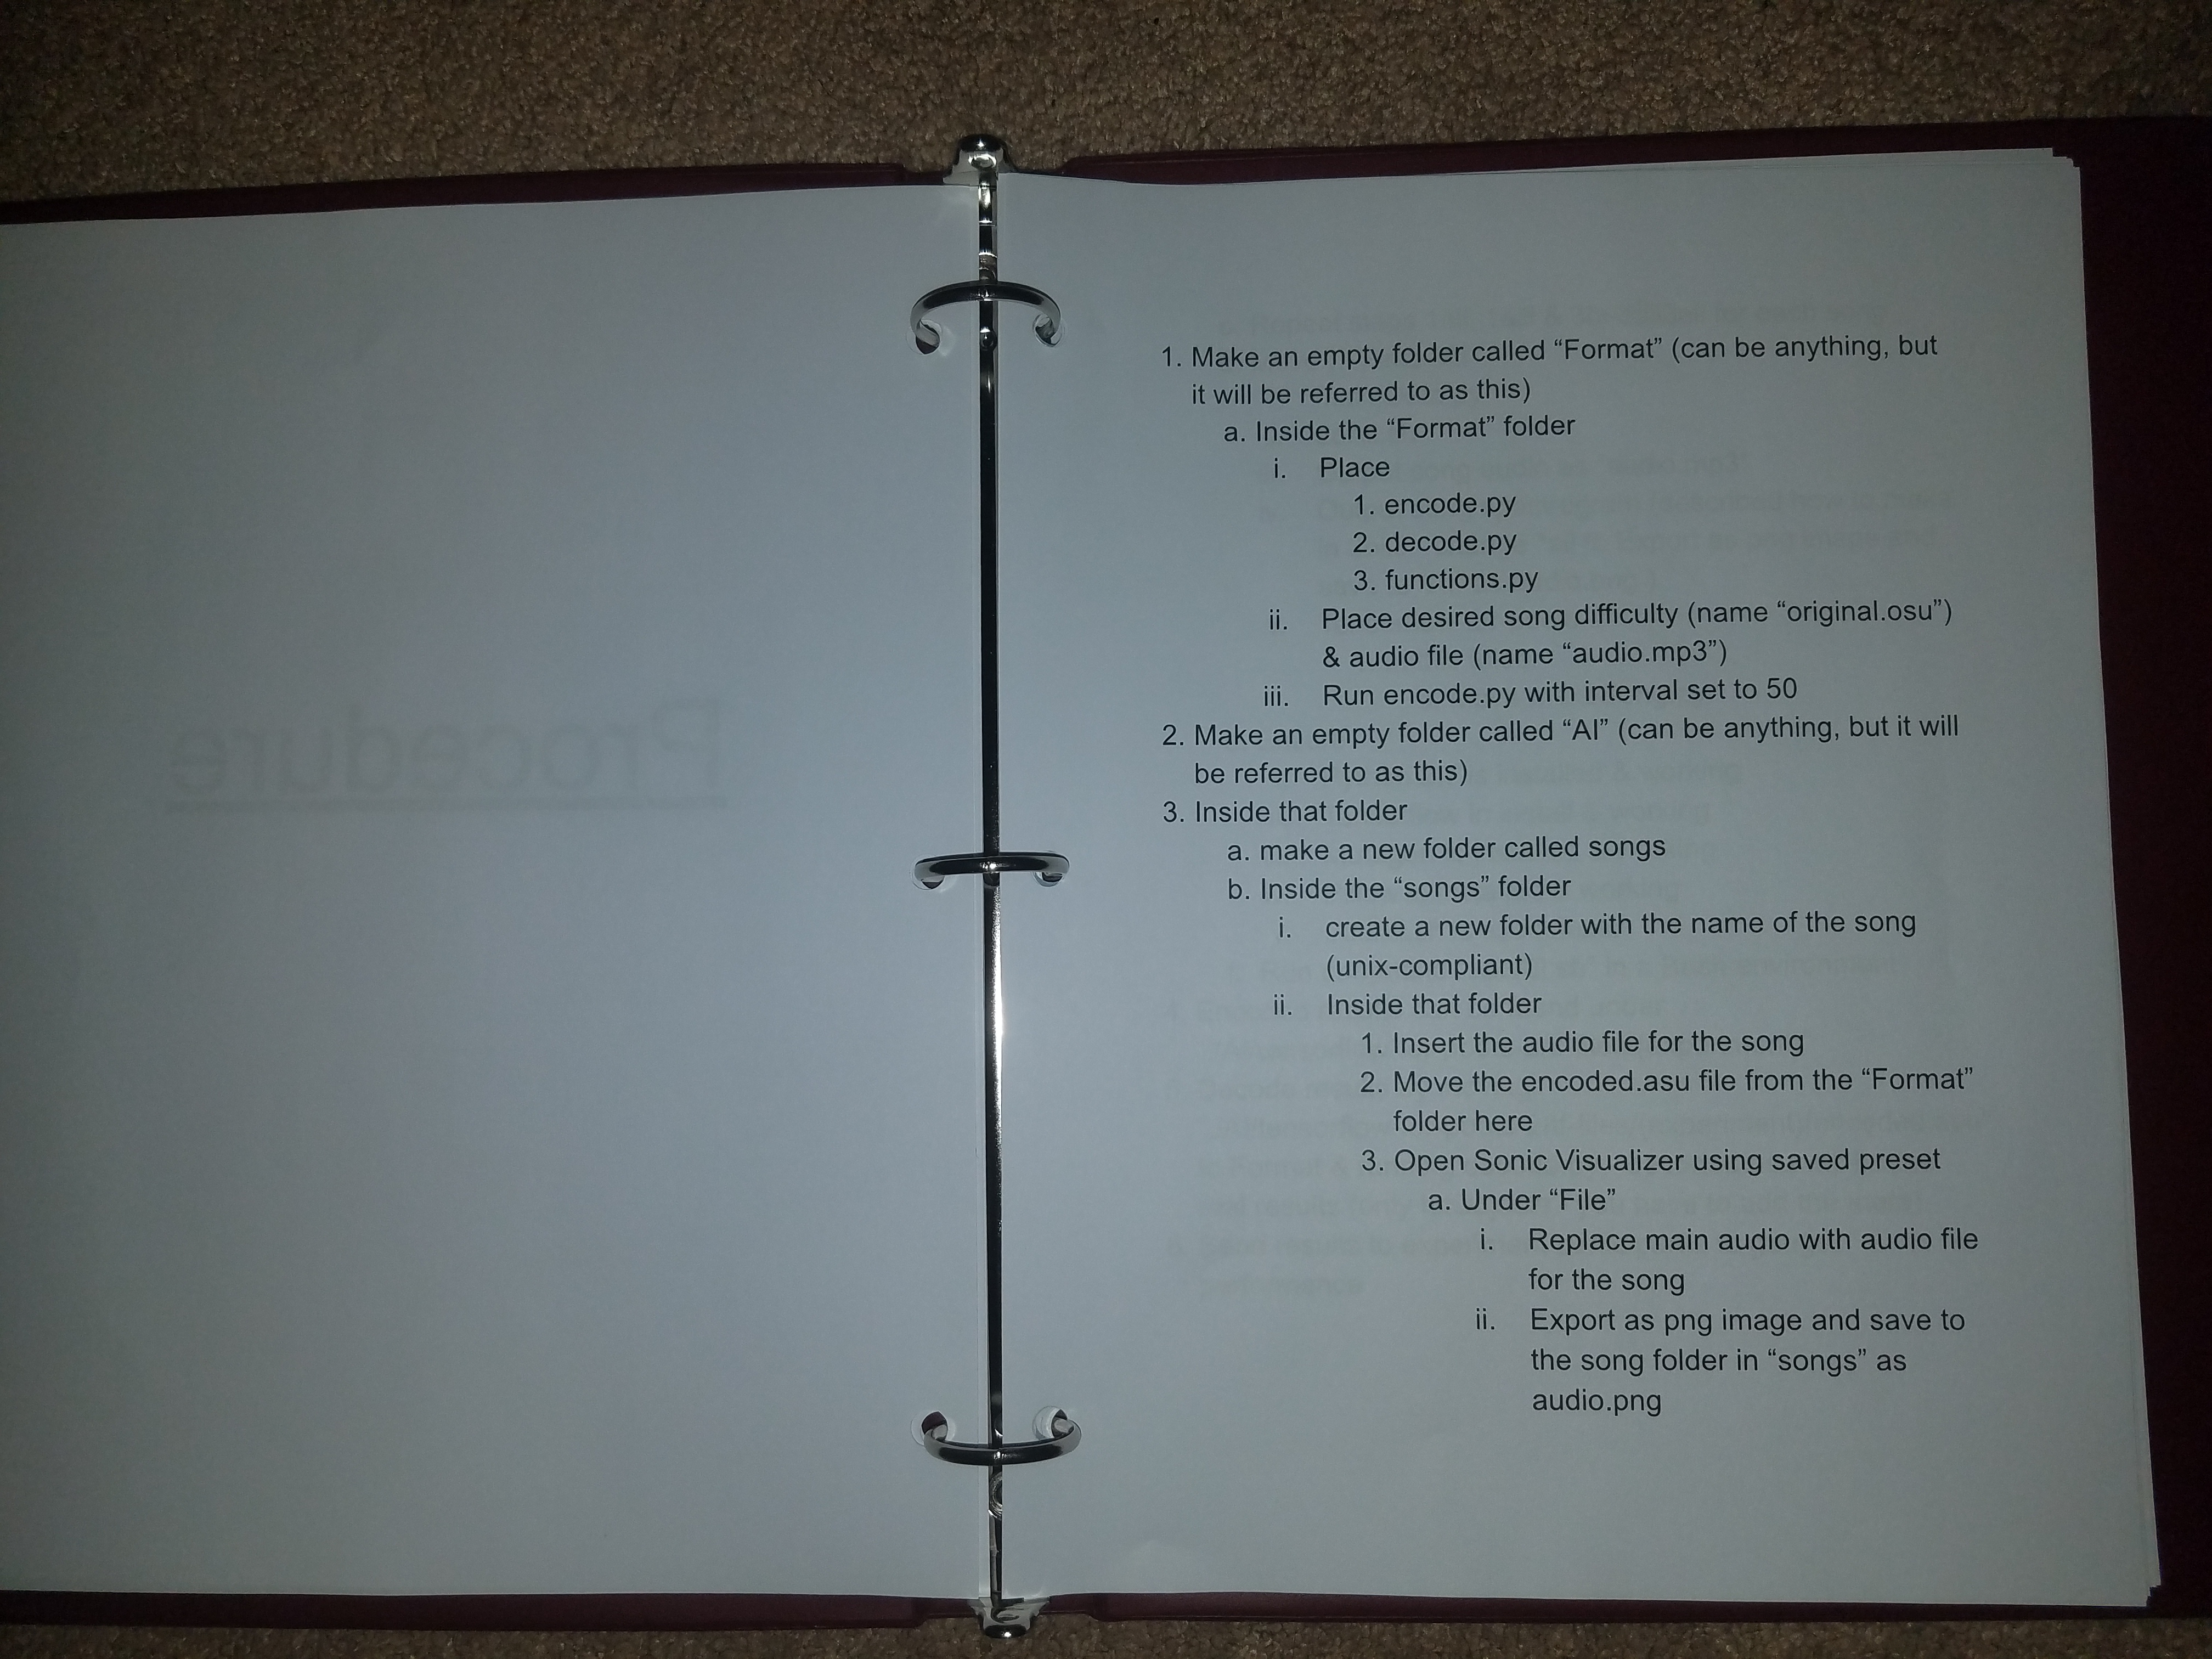 Procedure
1. Make an empty folder called “Format” (can be anything, but
it will be referred to as this)
a. Inside the “Format” folder
i. Place
1. encode.py
2. decode.py
3. functions.py
ii. Place desired song difficulty (name “original.osu”)
& audio file (name “audio.mp3”)
iii. Run encode.py with interval set to 50
2. Make an empty folder called “AI” (can be anything, but it will
be referred to as this)
3. Inside that folder
a. make a new folder called songs
b. Inside the “songs” folder
i. create a new folder with the name of the song
(unix-compliant)
ii. Inside that folder
1. Insert the audio file for the song
2. Move the encoded.asu file from the “Format”
folder here
3. Open Sonic Visualizer using saved preset
a. Under “File”
i. Replace main audio with audio file
for the song
ii. Export as png image and save to
the song folder in “songs” as
audio.png